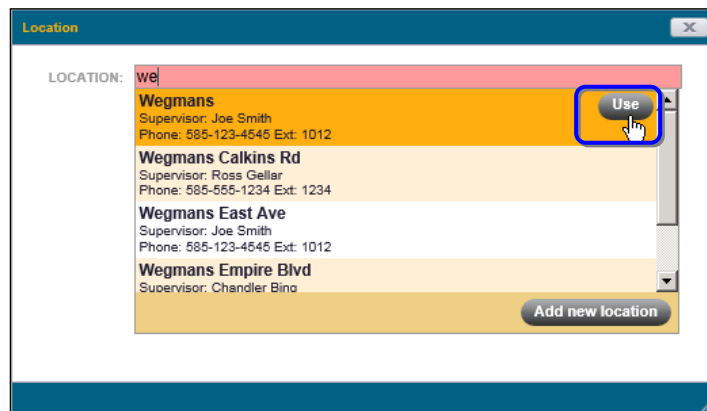 Location
X
LOCATION: we
Wegmans
Use
Supervisor: Joe Smith
Phone: 585-123-4545 Ext: 1012
Wegmans Calkins Rd
Supervisor: Ross Gellar
Phone: 585-555-1234 Ext: 1234
Wegmans East Ave
Supervisor: Joe Smith
Phone: 585-123-4545 Ext: 1012
Wegmans Empire Blvd
Supervisor: Chandler Bing
Add new location